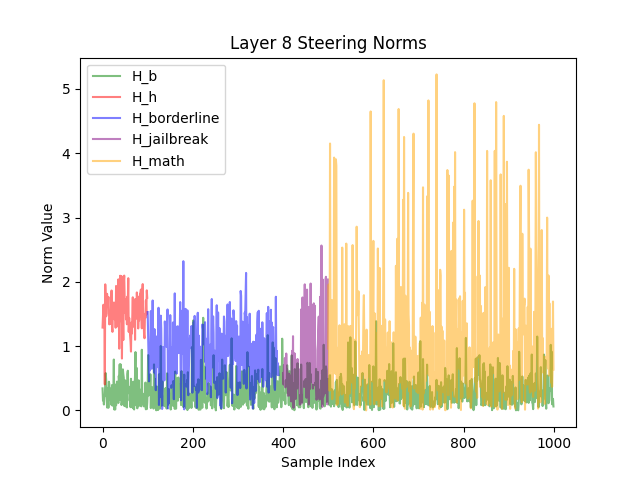 Layer 8 Steering Norms
H_b
H_h
H_borderline
H_jailbreak
H_math
Norm Value
5
4
3
2
1
0
0 200 400 600 800 1000
Sample Index